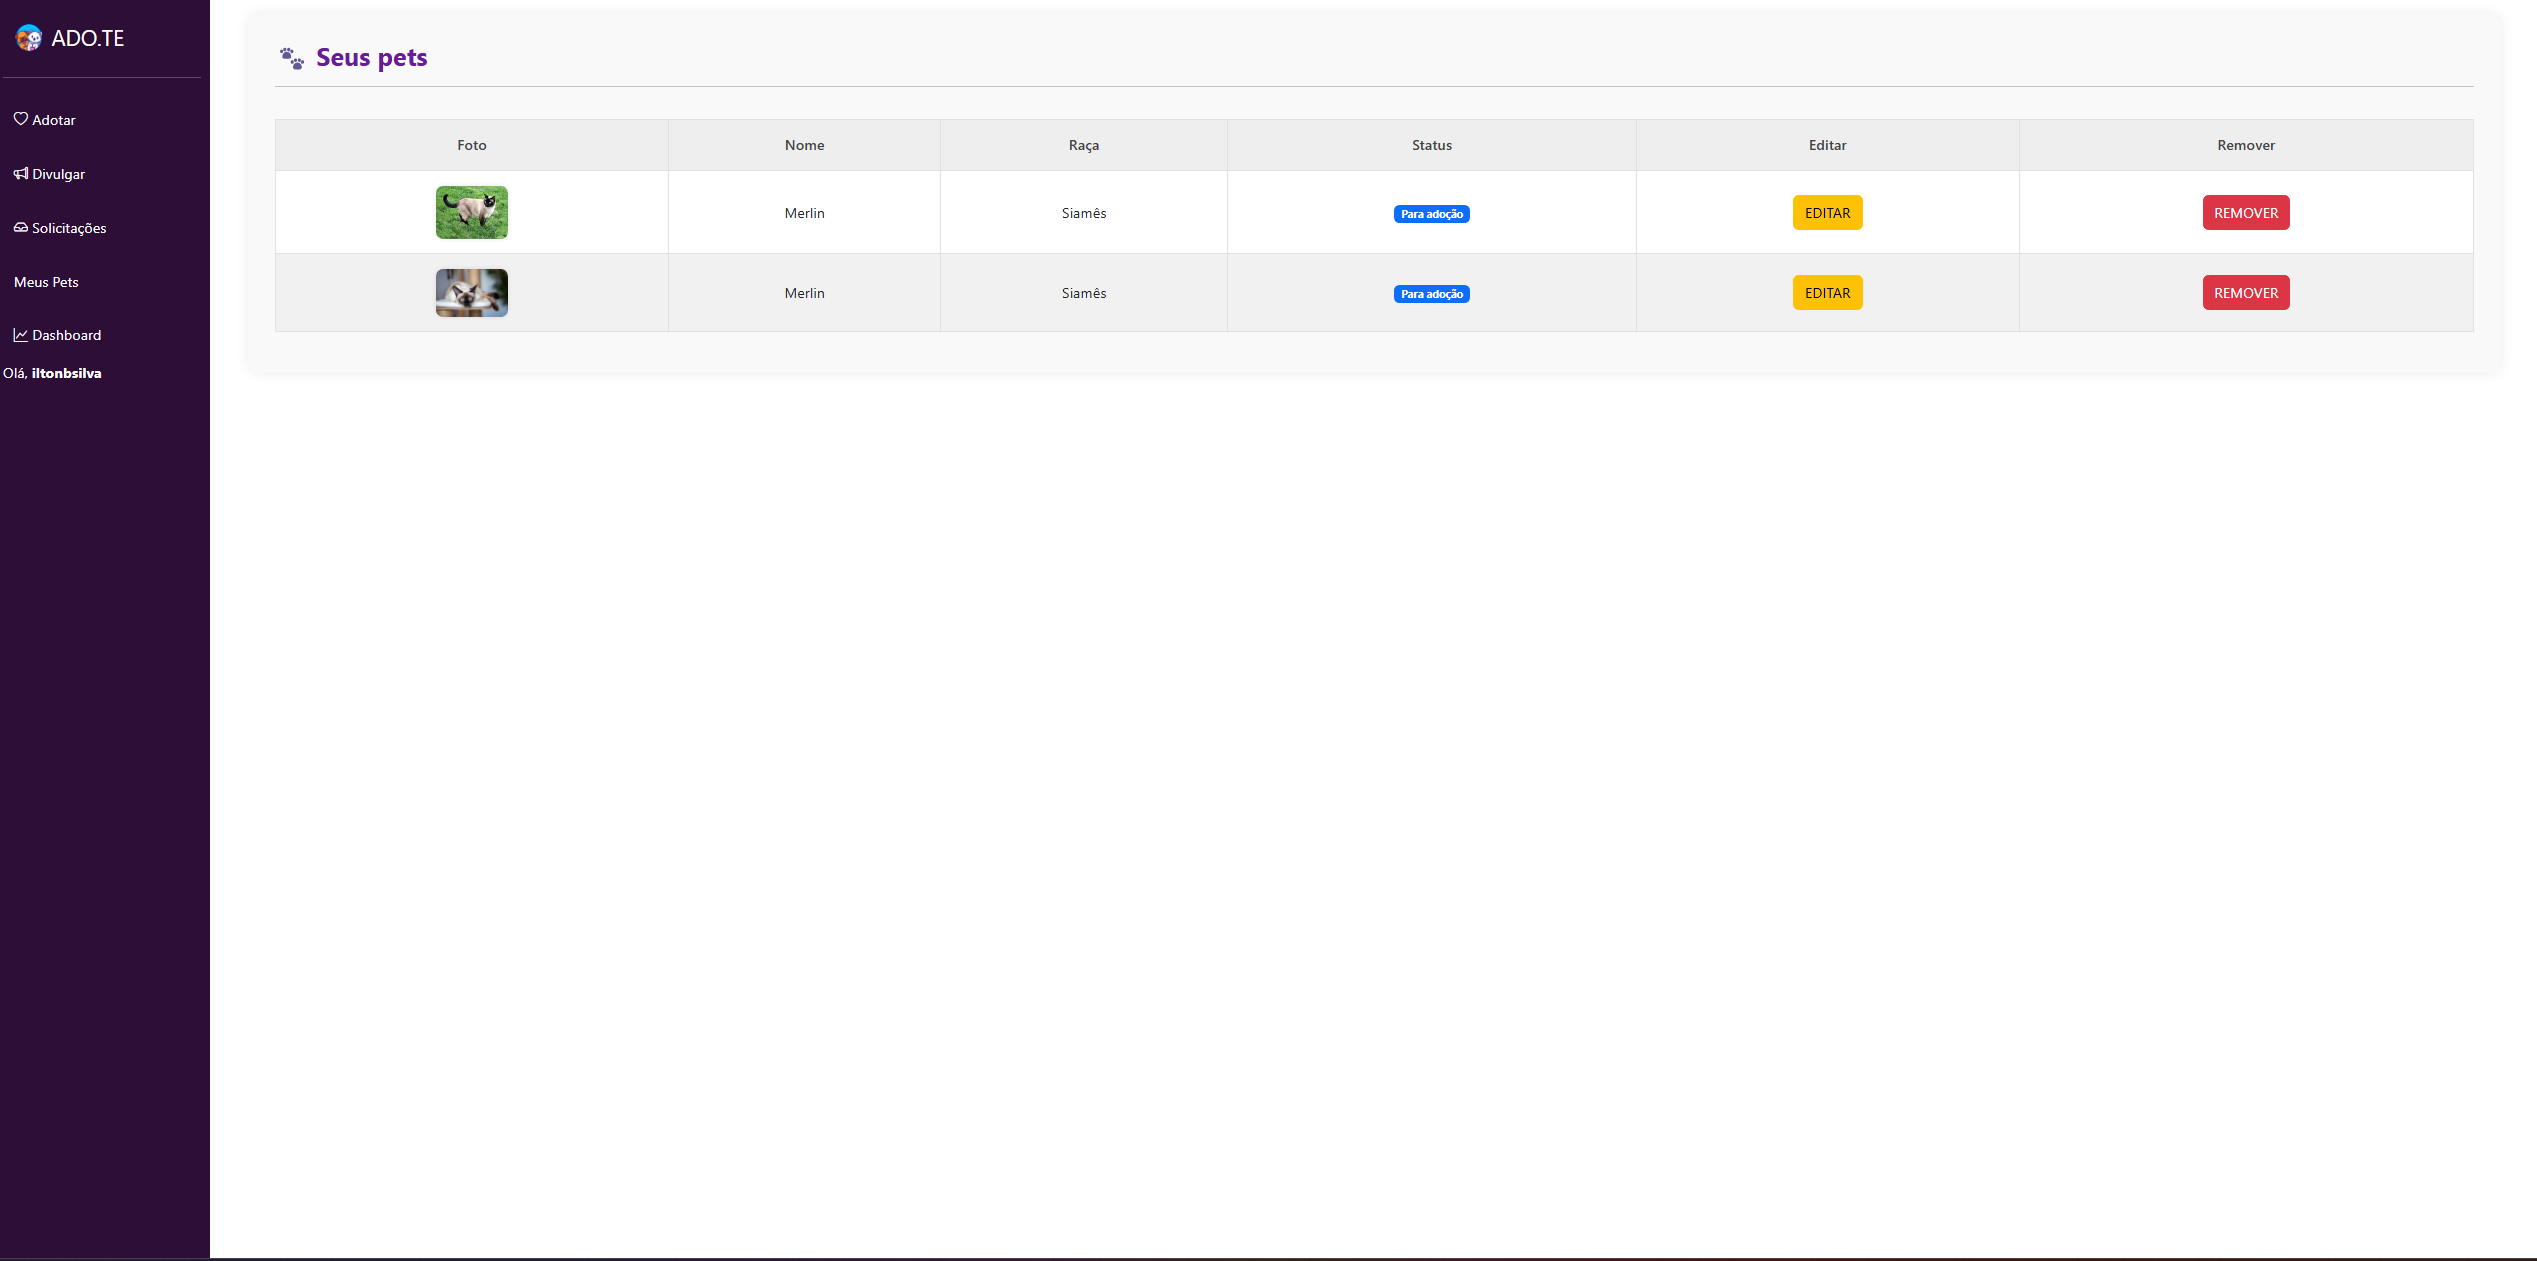 ADO.TE
Adotar
Divulgar
Solicitações
Meus Pets
Dashboard
Olá, iltonbsilva
Seus pets
Foto Nome Raça Status Editar Remover
Merlin Siamês Para adoção EDITAR REMOVER
Merlin Siamês Para adoção EDITAR REMOVER